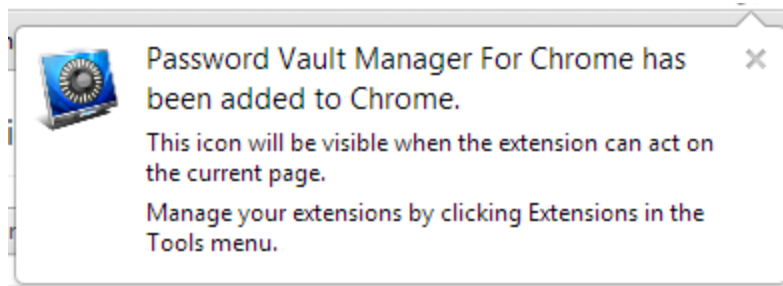 Password Vault Manager For Chrome has
been added to Chrome.
This icon will be visible when the extension can act on
the current page.
Manage your extensions by clicking Extensions in the
Tools menu.